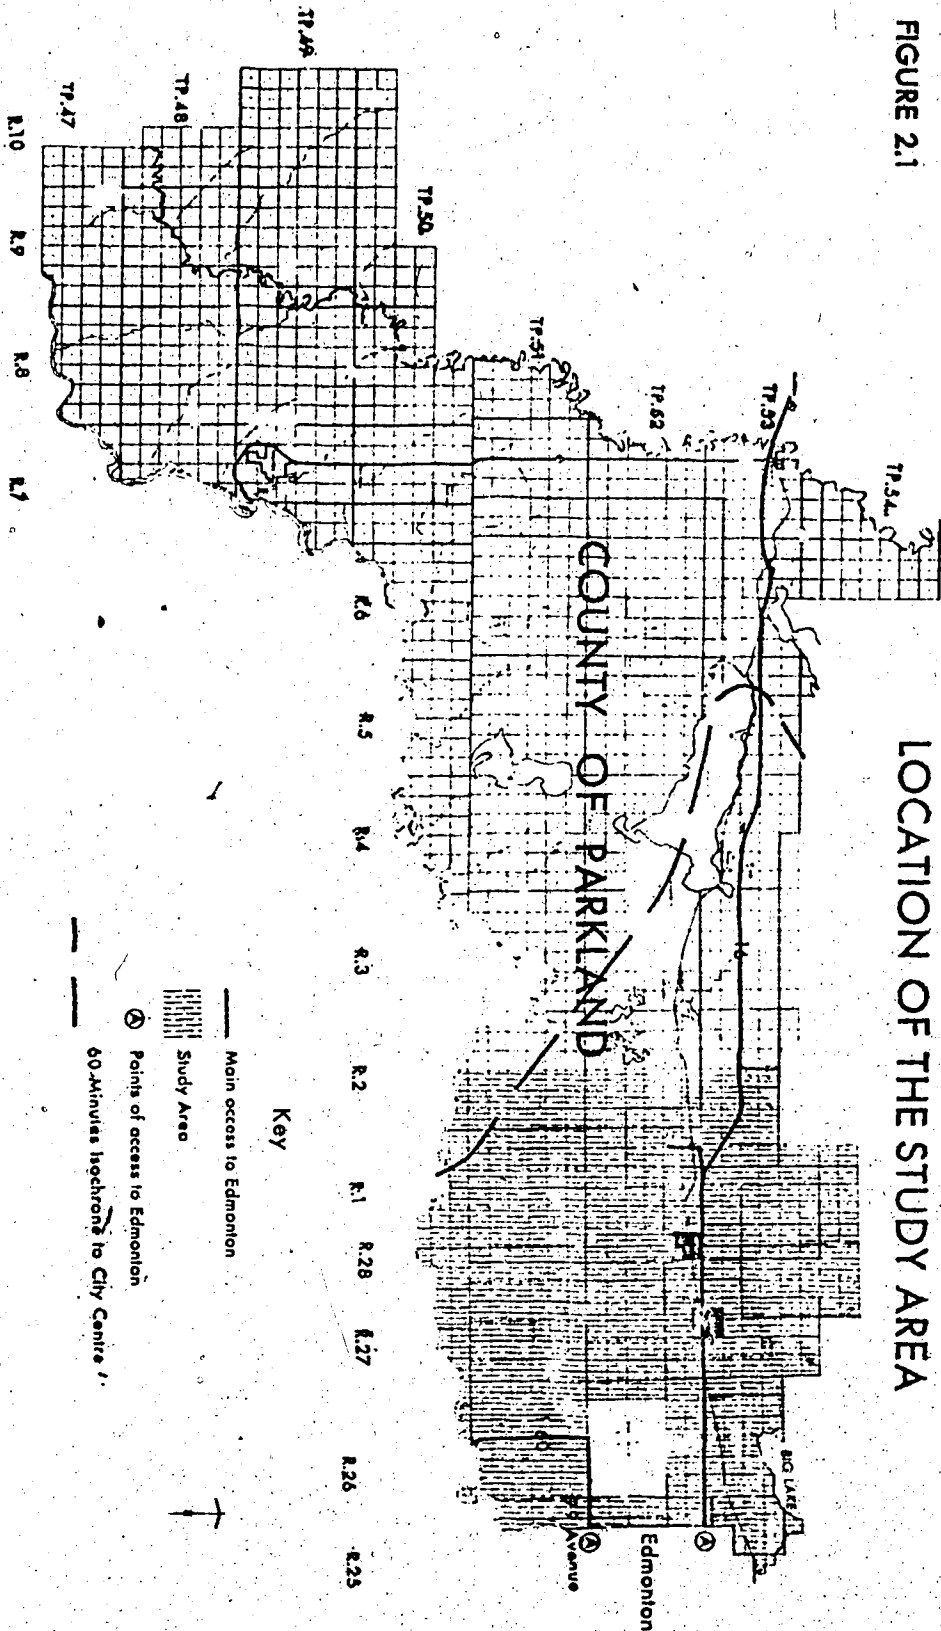 FIGURE 2.1
LOCATION OF THE STUDY AREA
TP.54
TP.53
TP.52
TP.51
TP.50
TP.49
TP.48
TP.47
COUNTY OF PARKLAND
16
BIG LAKE
Edmonton
Avenue
A
A
60
R.10
R.9
R.8
R.7
R.6
R.5
R.4
R.3
R.2
R.1
R.28
R.27
R.26
R.25
Key
Main access to Edmonton
Study Area
A Points of access to Edmonton
60 Minutes Isochrone to City Centre